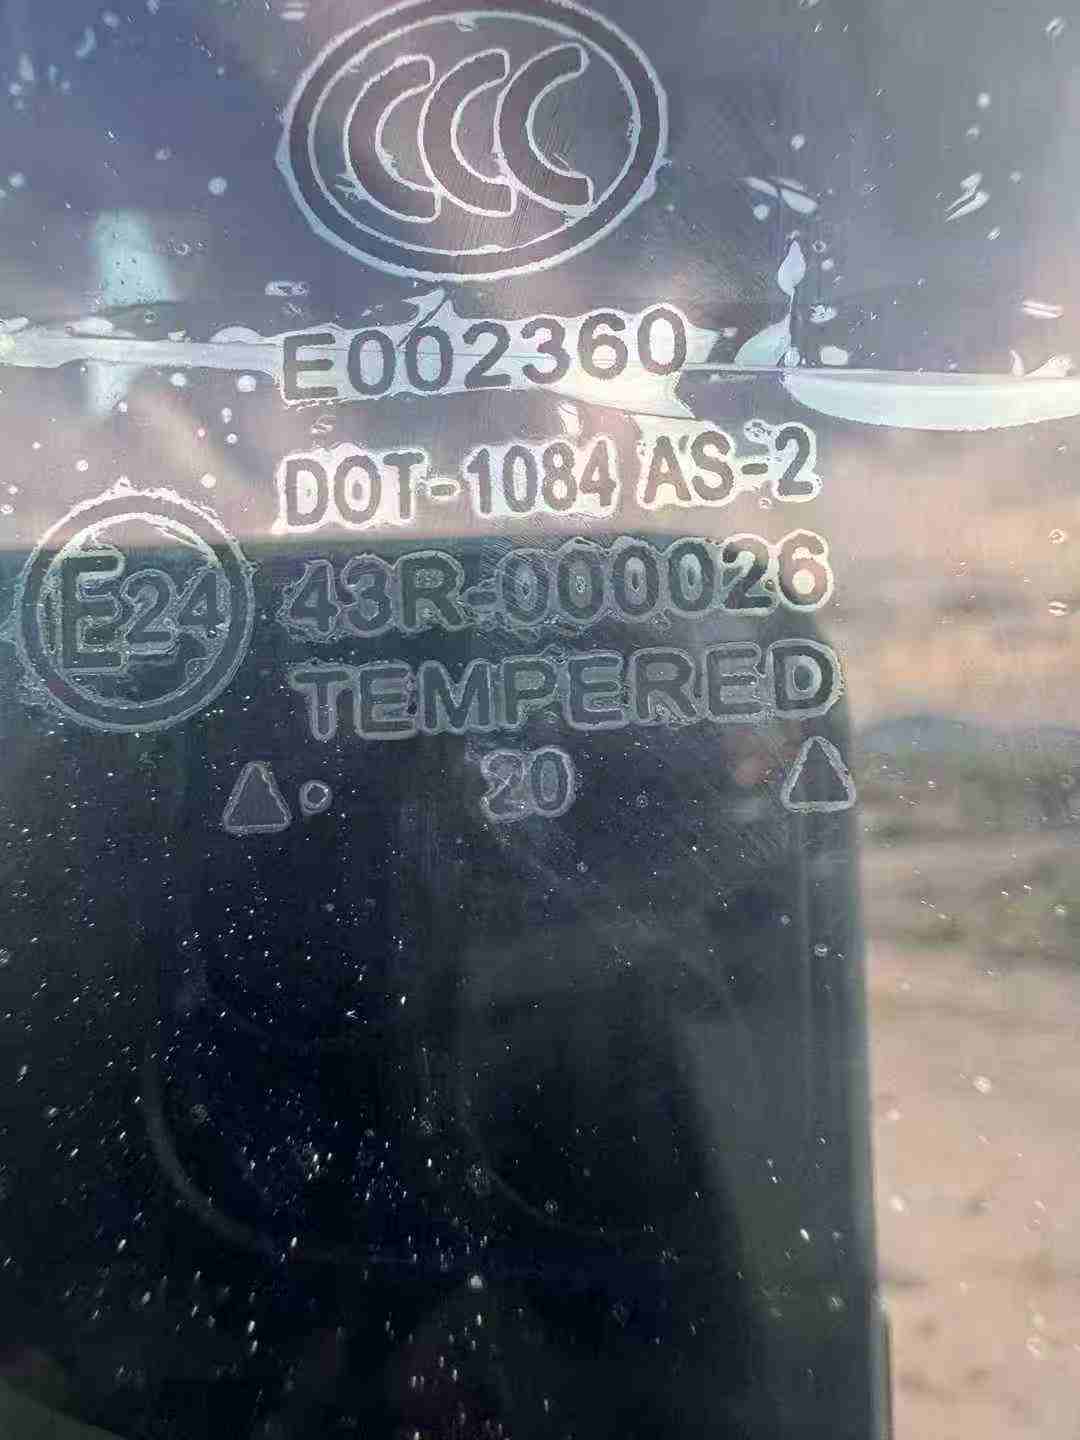 CCC
E002360
DOT-1084 AS-2
E24 43R-000026
TEMPERED
20